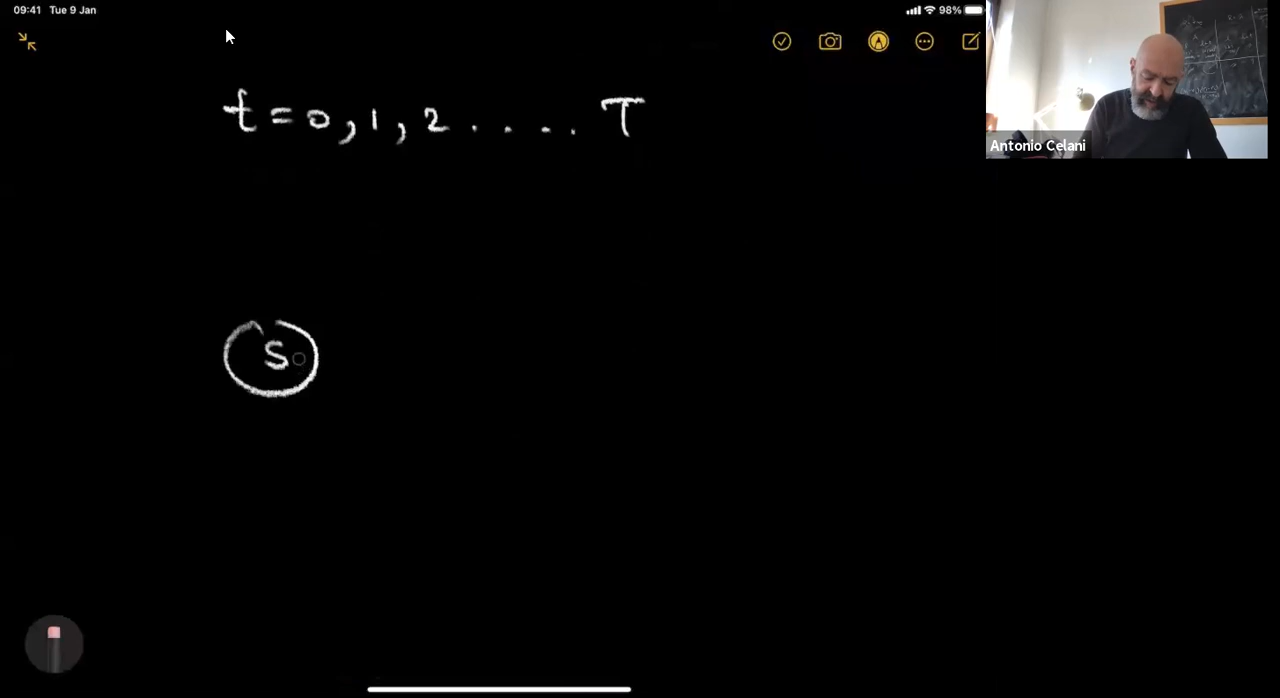 09:41 Tue 9 Jan 98%
t = 0, 1, 2 . . . . T
Antonio Celani
S